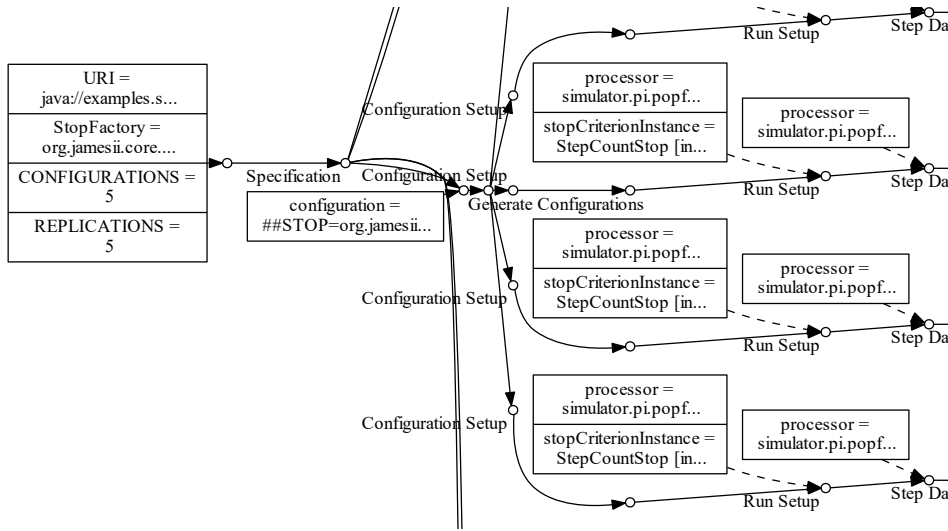 URI =
java://examples.s...
StopFactory =
org.jamesii.core....
CONFIGURATIONS =
5
REPLICATIONS =
5
Specification
configuration =
##STOP=org.jamesii...
Generate Configurations
Configuration Setup
Run Setup
Step Da
processor =
simulator.pi.popf...
stopCriterionInstance =
StepCountStop [in...
processor =
simulator.pi.popf...
Configuration Setup
Run Setup
Step Da
processor =
simulator.pi.popf...
stopCriterionInstance =
StepCountStop [in...
processor =
simulator.pi.popf...
Configuration Setup
Run Setup
Step Da
processor =
simulator.pi.popf...
stopCriterionInstance =
StepCountStop [in...
processor =
simulator.pi.popf...
Configuration Setup
Run Setup
Step Da